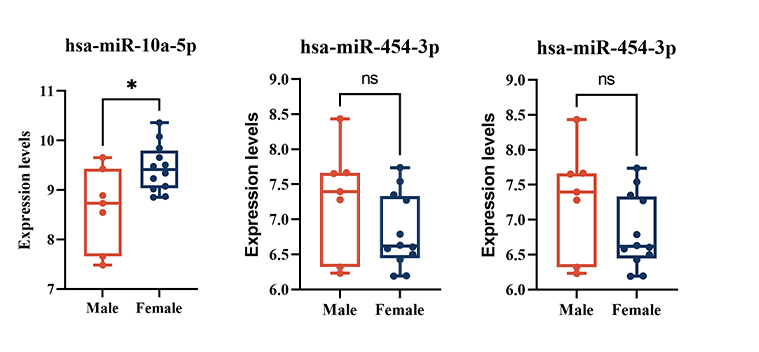 hsa-miR-10a-5p
*
Expression levels
11
10
9
8
7
Male Female
hsa-miR-454-3p
ns
Expression levels
9.0
8.5
8.0
7.5
7.0
6.5
6.0
Male Female
hsa-miR-454-3p
ns
Expression levels
9.0
8.5
8.0
7.5
7.0
6.5
6.0
Male Female